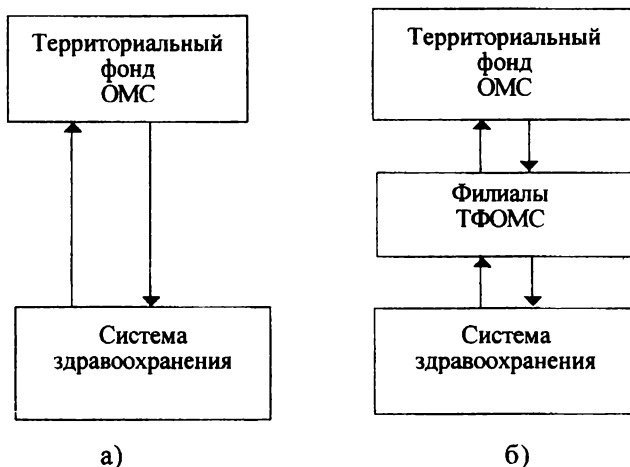 Территориальный
фонд
ОМС
Система
здравоохранения
а)
Территориальный
фонд
ОМС
Филиалы
ТФОМС
Система
здравоохранения
б)